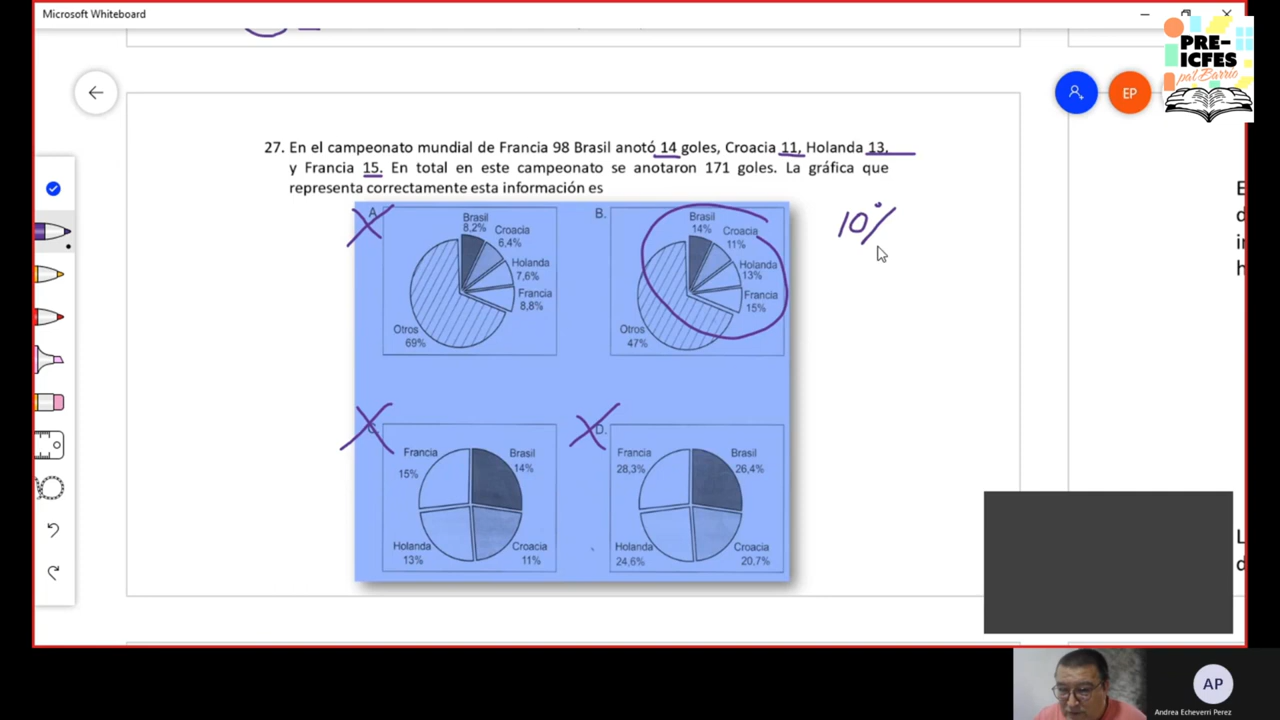 Microsoft Whiteboard
PRE-
ICFES
pa'l Barrio
EP
27. En el campeonato mundial de Francia 98 Brasil anotó 14 goles, Croacia 11, Holanda 13,
y Francia 15. En total en este campeonato se anotaron 171 goles. La gráfica que
representa correctamente esta información es
A.
Brasil
8,2%
Croacia
6,4%
Holanda
7,6%
Francia
8,8%
Otros
69%
B.
Brasil
14%
Croacia
11%
Holanda
13%
Francia
15%
Otros
47%
10%
C.
Francia
15%
Brasil
14%
Holanda
13%
Croacia
11%
D.
Francia
28,3%
Brasil
26,4%
Holanda
24,6%
Croacia
20,7%
E
d
i
h
L
d
AP
Andrea Echeverri Perez